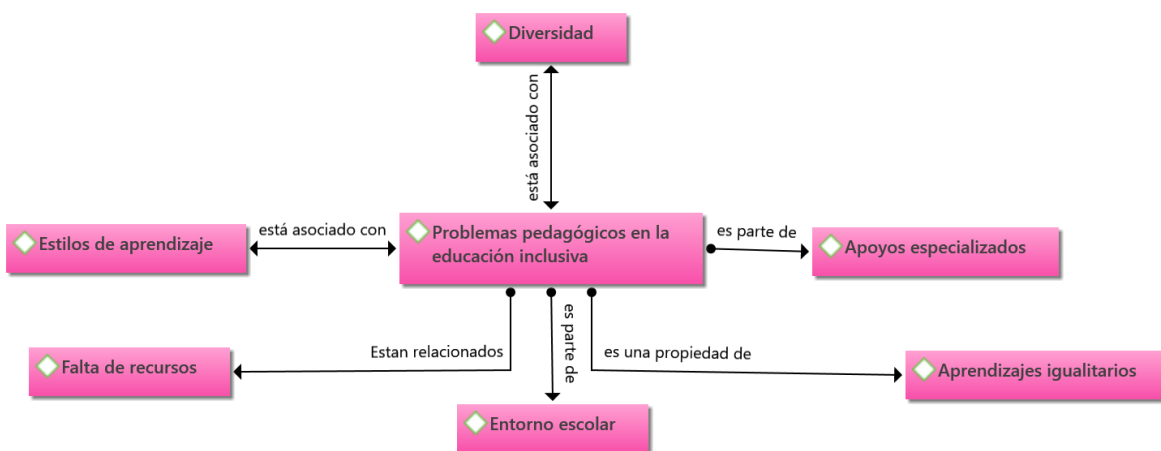 Diversidad
está asociado con
Estilos de aprendizaje
está asociado con
Problemas pedagógicos en la
educación inclusiva
es parte de
Apoyos especializados
Falta de recursos
Estan relacionados
es parte de
es una propiedad de
Aprendizajes igualitarios
Entorno escolar